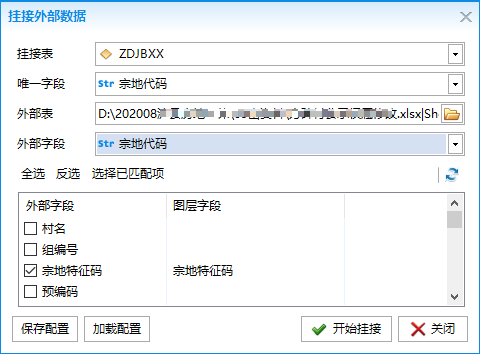 挂接外部数据
挂接表 ZDJBXX
唯一字段 Str 宗地代码
外部表 D:\202008 .xlsx|Sh
外部字段 Str 宗地代码
全选 反选 选择已匹配项
外部字段 图层字段
村名
组编号
宗地特征码 宗地特征码
预编码
保存配置 加载配置 开始挂接 关闭